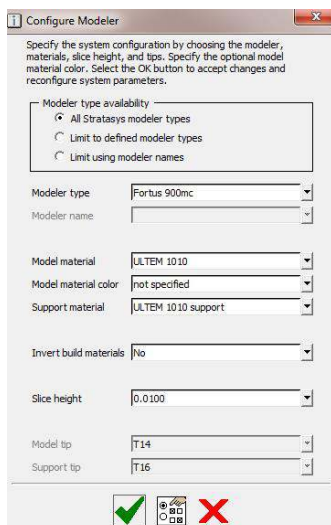 Configure Modeler
Specify the system configuration by choosing the modeler,
materials, slice height, and tips. Specify the optional model
material color. Select the OK button to accept changes and
reconfigure system parameters.
Modeler type availability
All Stratasys modeler types
Limit to defined modeler types
Limit using modeler names
Modeler type Fortus 900mc
Modeler name
Model material ULTEM 1010
Model material color not specified
Support material ULTEM 1010 support
Invert build materials No
Slice height 0.0100
Model tip T14
Support tip T16